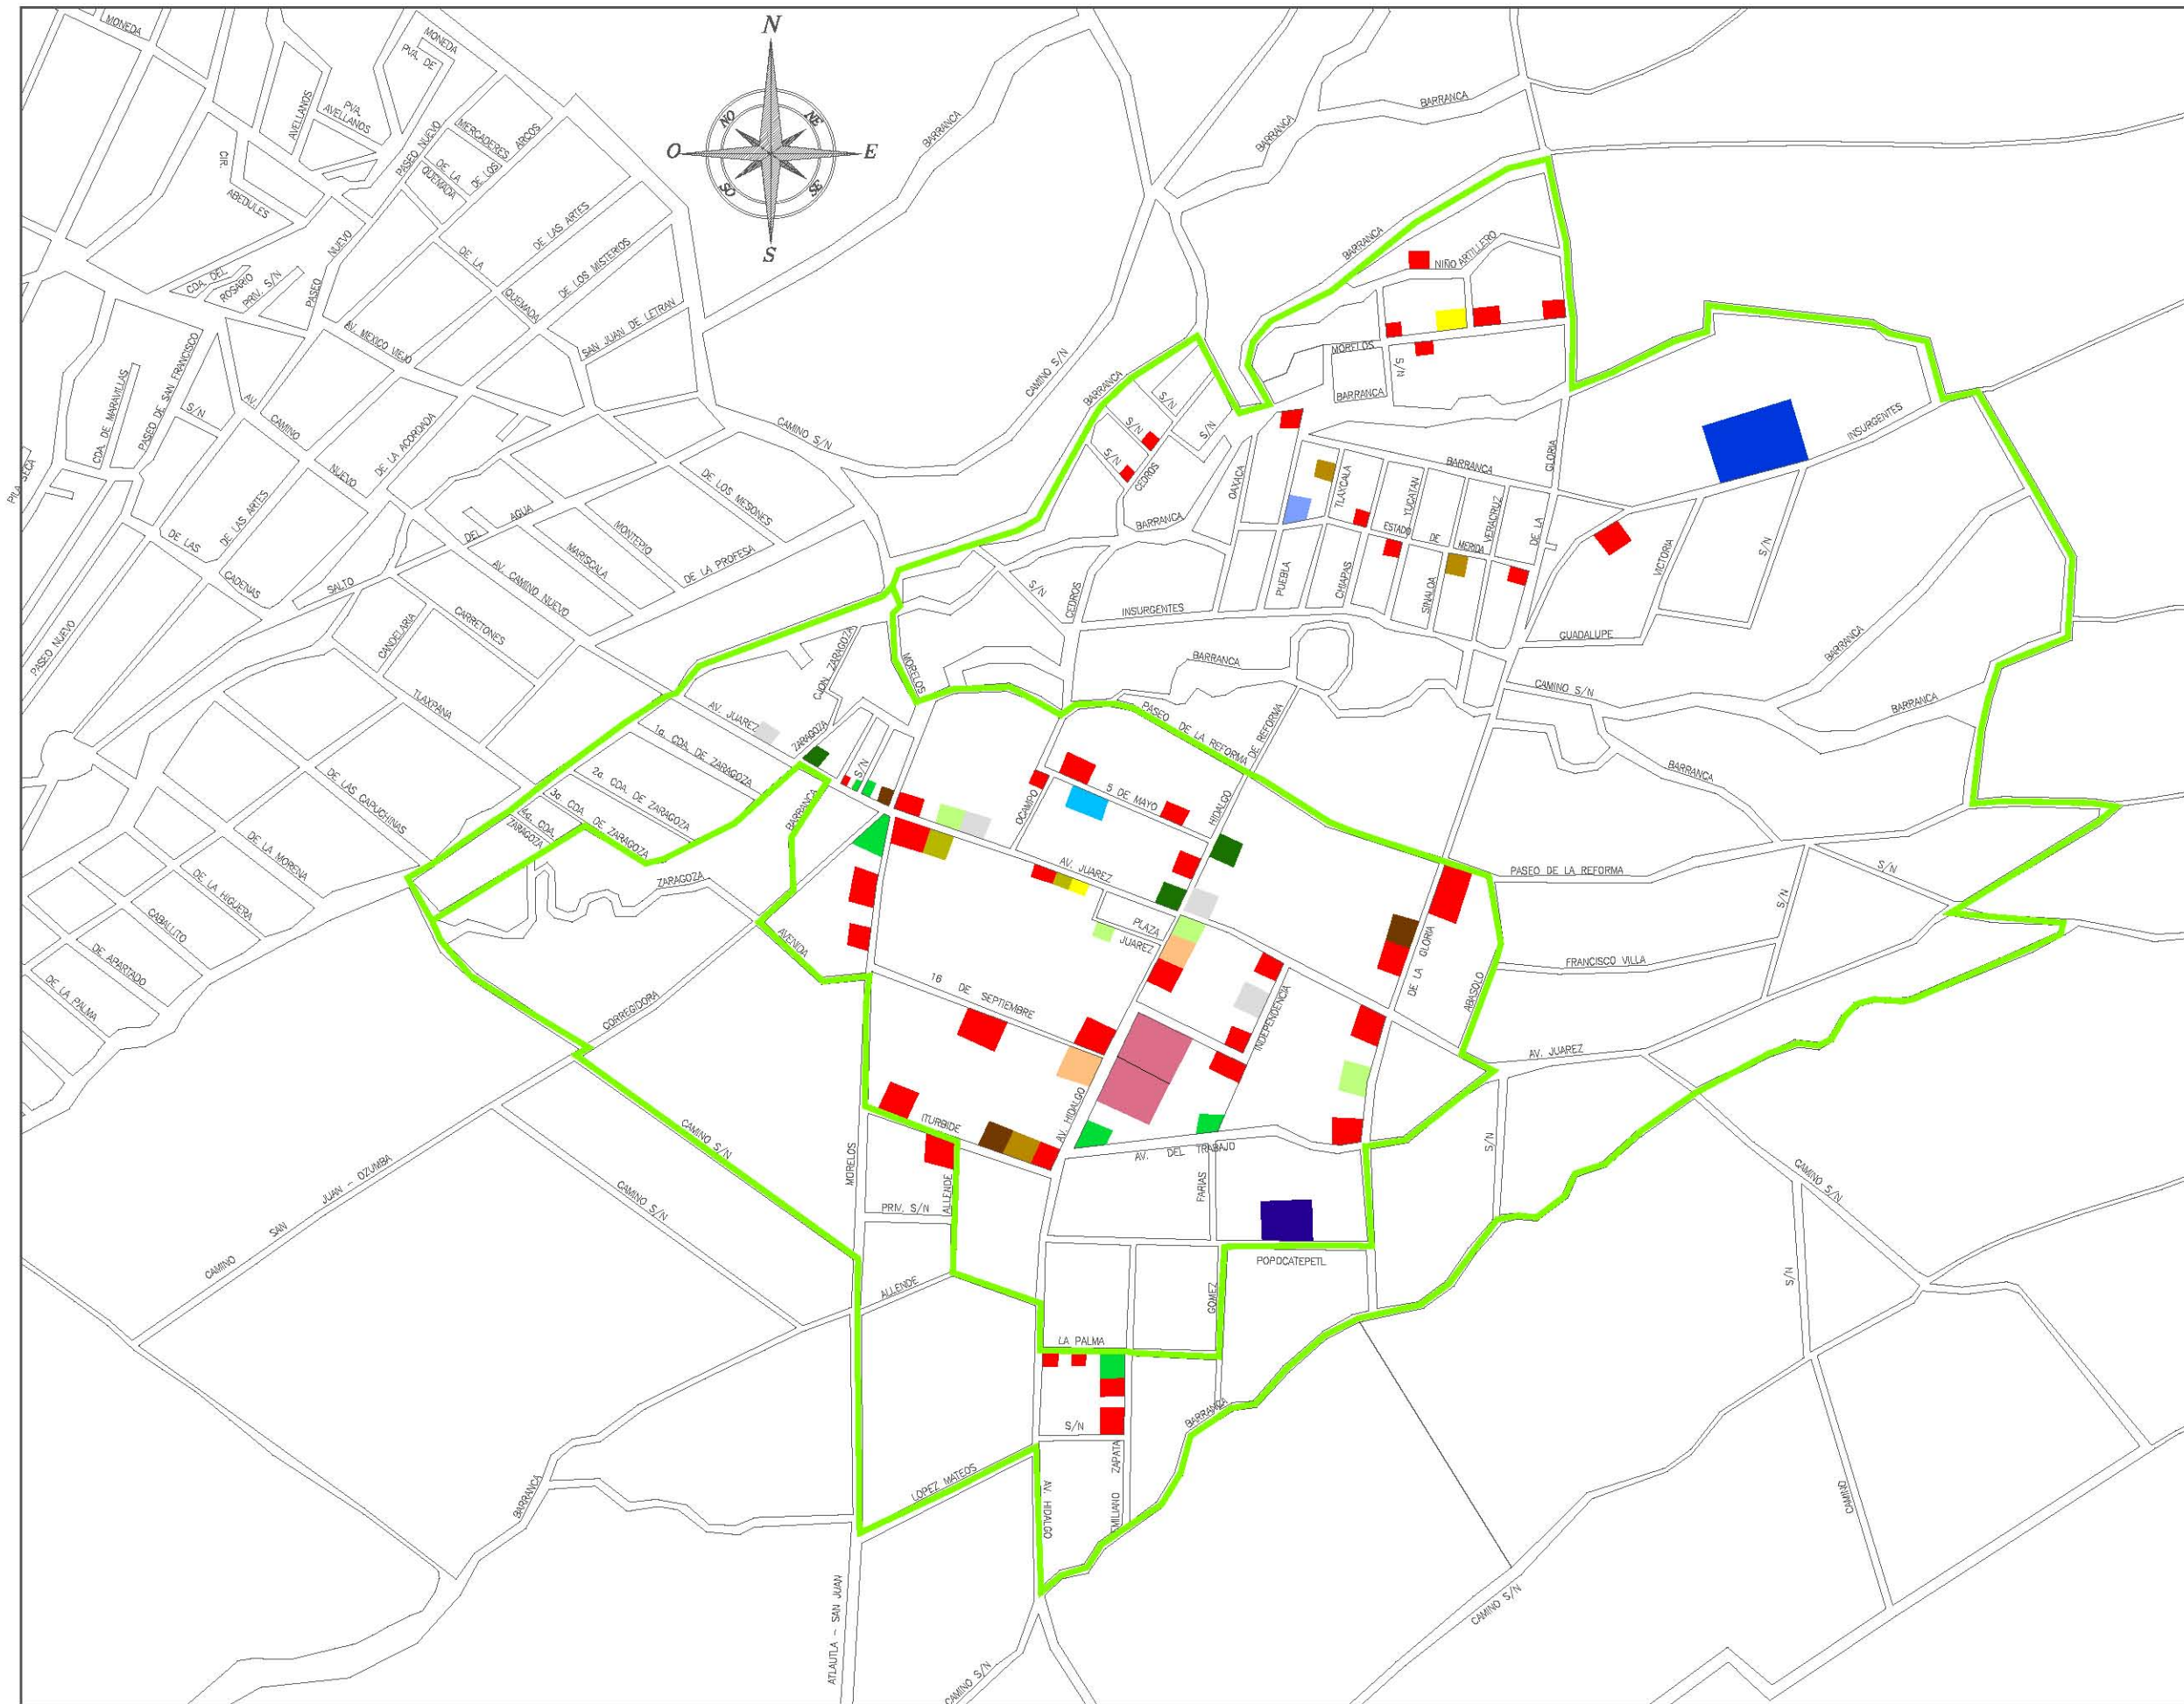 MONEDA
MONEDA
PVA. DE
AVELLANOS
PVA.
AVELLANOS
CIR.
ABEDULES
PASEO NUEVO
MERCADERES
DE LA
QUEMADA
DE LOS
ARCOS
N
NO
NE
O
E
SO
SE
S
BARRANCA
BARRANCA
BARRANCA
CDA. DEL
ROSARIO
PRIV. S/N
PASEO
NUEVO
DE LA
QUEMADA
DE LAS ARTES
DE LOS MISTERIOS
SAN JUAN DE LETRAN
AV. MEXICO VIEJO
CDA. DE MARAVILLAS
PASEO DE SAN FRANCISCO
S/N
AV.
CAMINO
NUEVO
DE LA ACORDADA
CAMINO S/N
CAMINO S/N
PILA SECA
DE LAS
DE LAS ARTES
CADENAS
SALTO
DEL
AGUA
AV. CAMINO NUEVO
MARISCALA
MONTEPIO
DE LOS MESONES
DE LA PROFESA
PASEO NUEVO
CANDELARIA
CARRETONES
TLAXPANA
DE LAS CAPUCHINAS
DE LA MORENA
DE LA HIGUERA
CABALLITO
DE APARTADO
DE LA PALMA
BARRANCA
NIÑO ARTILLERO
MORELOS
S/N
BARRANCA
BARRANCA
S/N
S/N
S/N
S/N
CEDROS
BARRANCA
OAXACA
TLAXCALA
BARRANCA
YUCATAN
VERACRUZ
GLORIA
DE LA
ESTADO
DE
MERIDA
PUEBLA
CHIAPAS
SINALOA
INSURGENTES
VICTORIA
S/N
GUADALUPE
S/N
CEDROS
INSURGENTES
BARRANCA
BARRANCA
CAMINO S/N
BARRANCA
BARRANCA
MORELOS
CJON. ZARAGOZA
AV. JUAREZ
ZARAGOZA
S/N
1a. CDA. DE ZARAGOZA
2a. CDA. DE ZARAGOZA
3a. CDA. DE ZARAGOZA
4a. CDA.
ZARAGOZA
BARRANCA
ZARAGOZA
AVENIDA
CORREGIDORA
PASEO DE LA REFORMA
DE REFORMA
OCAMPO
5 DE MAYO
HIDALGO
AV. JUAREZ
PLAZA
JUAREZ
16 DE SEPTIEMBRE
INDEPENDENCIA
DE LA GLORIA
ABASOLO
PASEO DE LA REFORMA
FRANCISCO VILLA
S/N
S/N
AV. JUAREZ
ITURBIDE
AV. HIDALGO
AV. DEL TRABAJO
FARIAS
GOMEZ
POPOCATEPETL
S/N
CAMINO S/N
S/N
CAMINO S/N
MORELOS
PRIV. S/N
ALLENDE
ALLENDE
CAMINO S/N
CAMINO SAN JUAN - OZUMBA
LA PALMA
S/N
EMILIANO ZAPATA
AV. HIDALGO
BARRANCA
LOPEZ MATEOS
BARRANCA
ATLAUTLA - SAN JUAN
CAMINO S/N
CAMINO S/N
CAMINO